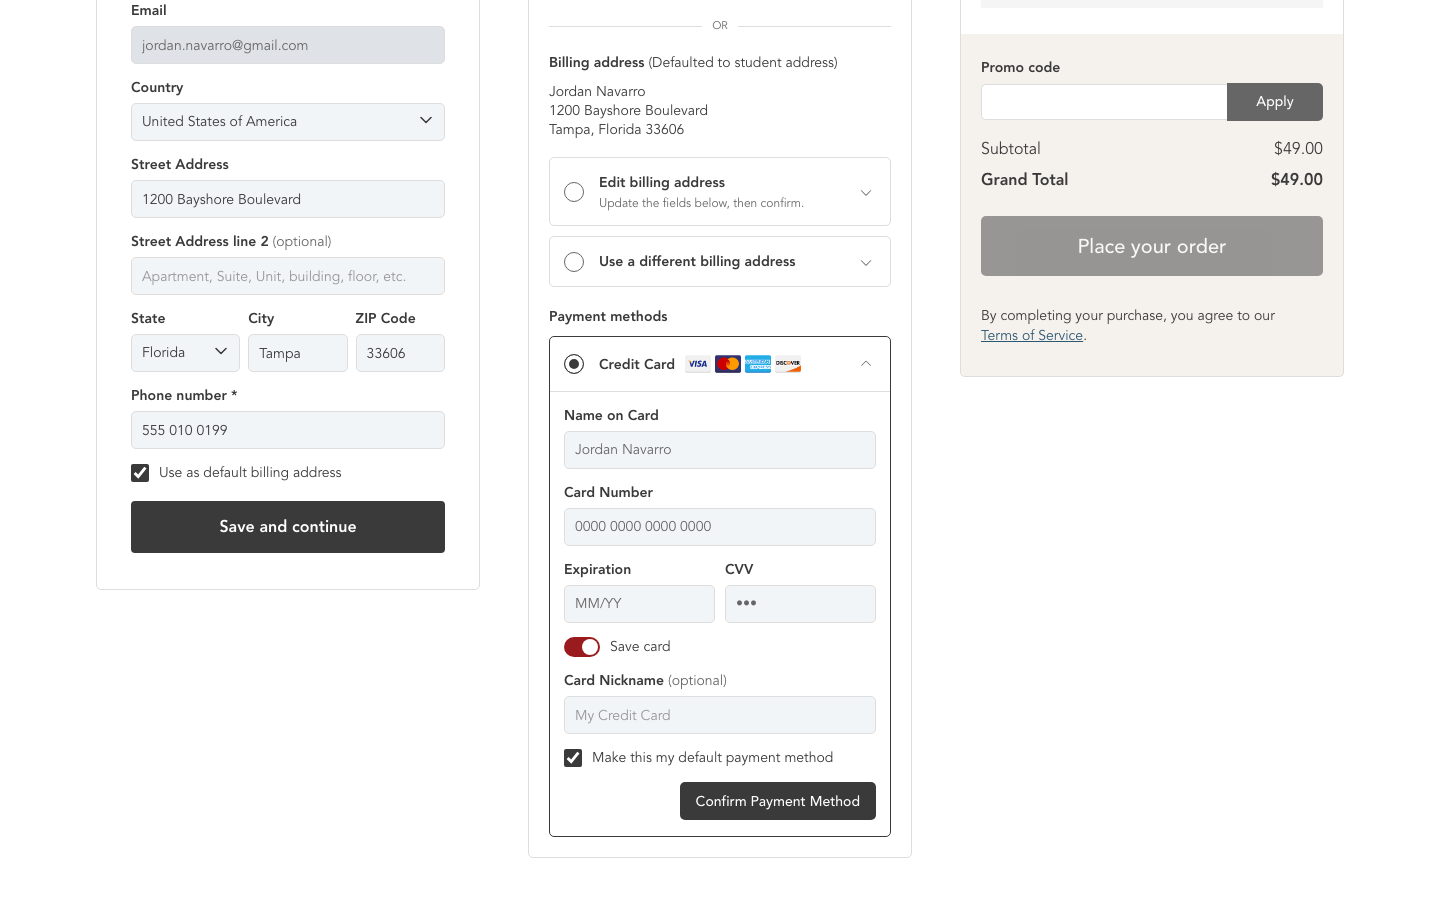 Email
jordan.navarro@gmail.com
Country
United States of America
Street Address
1200 Bayshore Boulevard
Street Address line 2 (optional)
Apartment, Suite, Unit, building, floor, etc.
State City ZIP Code
Florida Tampa 33606
Phone number *
555 010 0199
Use as default billing address
Save and continue
OR
Billing address (Defaulted to student address)
Jordan Navarro
1200 Bayshore Boulevard
Tampa, Florida 33606
Edit billing address
Update the fields below, then confirm.
Use a different billing address
Payment methods
Credit Card VISA DISCOVER
Name on Card
Jordan Navarro
Card Number
0000 0000 0000 0000
Expiration CVV
MM/YY •••
Save card
Card Nickname (optional)
My Credit Card
Make this my default payment method
Confirm Payment Method
Promo code
Apply
Subtotal $49.00
Grand Total $49.00
Place your order
By completing your purchase, you agree to our
Terms of Service.